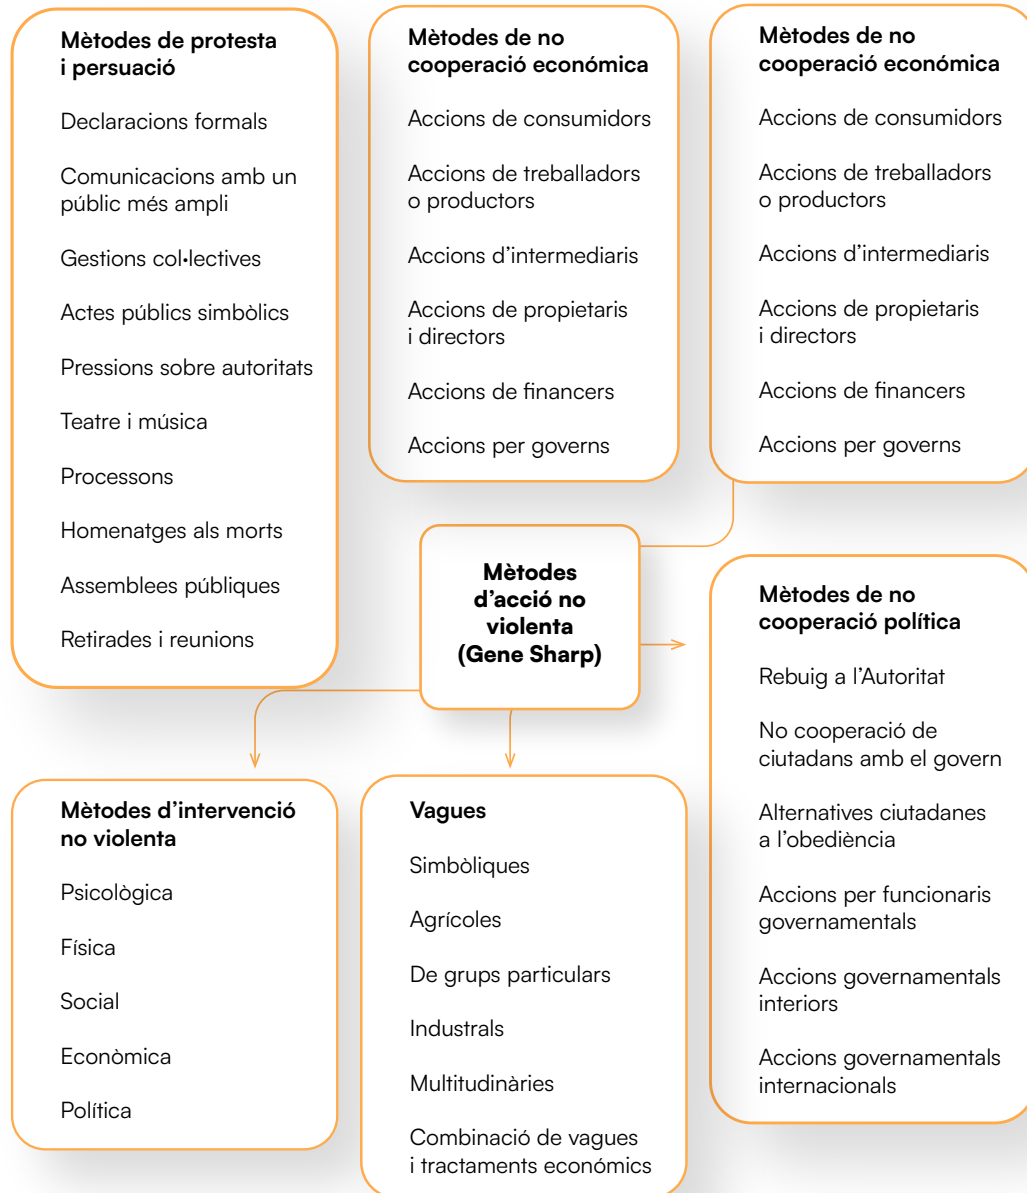 Mètodes de protesta
i persuació
Declaracions formals
Comunicacions amb un
públic més ampli
Gestions col·lectives
Actes públics simbòlics
Pressions sobre autoritats
Teatre i música
Processons
Homenatges als morts
Assemblees públiques
Retirades i reunions
Mètodes de no
cooperació económica
Accions de consumidors
Accions de treballadors
o productors
Accions d’intermediaris
Accions de propietaris
i directors
Accions de financers
Accions per governs
Mètodes de no
cooperació económica
Accions de consumidors
Accions de treballadors
o productors
Accions d’intermediaris
Accions de propietaris
i directors
Accions de financers
Accions per governs
Mètodes
d’acció no
violenta
(Gene Sharp)
Mètodes de no
cooperació política
Rebuig a l’Autoritat
No cooperació de
ciutadans amb el govern
Alternatives ciutadanes
a l’obediència
Accions per funcionaris
governamentals
Accions governamentals
interiors
Accions governamentals
internacionals
Mètodes d’intervenció
no violenta
Psicològica
Física
Social
Econòmica
Política
Vagues
Simbòliques
Agrícoles
De grups particulars
Industrals
Multitudinàries
Combinació de vagues
i tractaments económics